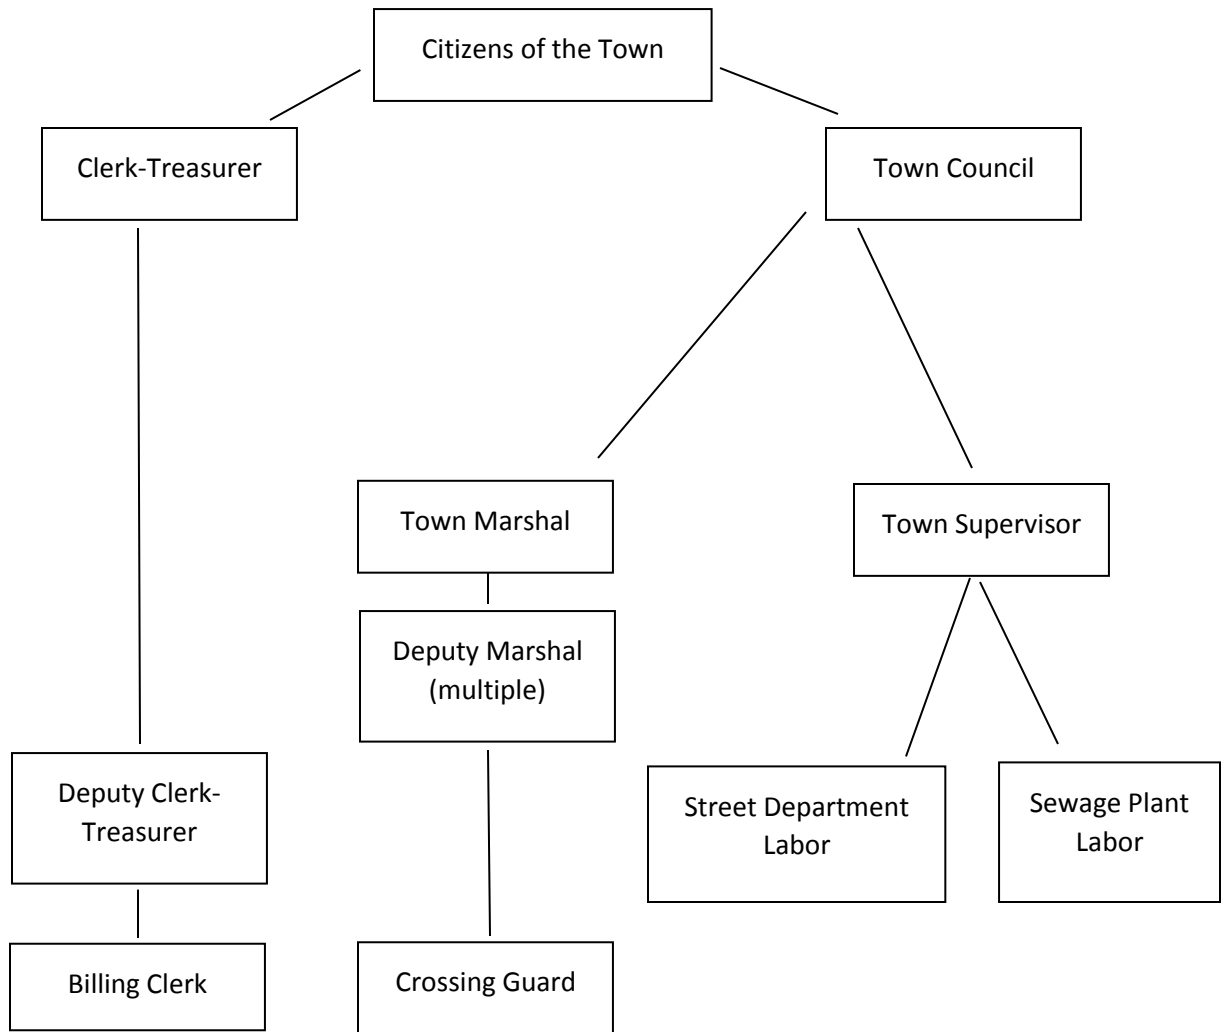 Citizens of the Town
Clerk-Treasurer
Town Council
Town Marshal
Town Supervisor
Deputy Marshal
(multiple)
Deputy Clerk-
Treasurer
Street Department
Labor
Sewage Plant
Labor
Billing Clerk
Crossing Guard